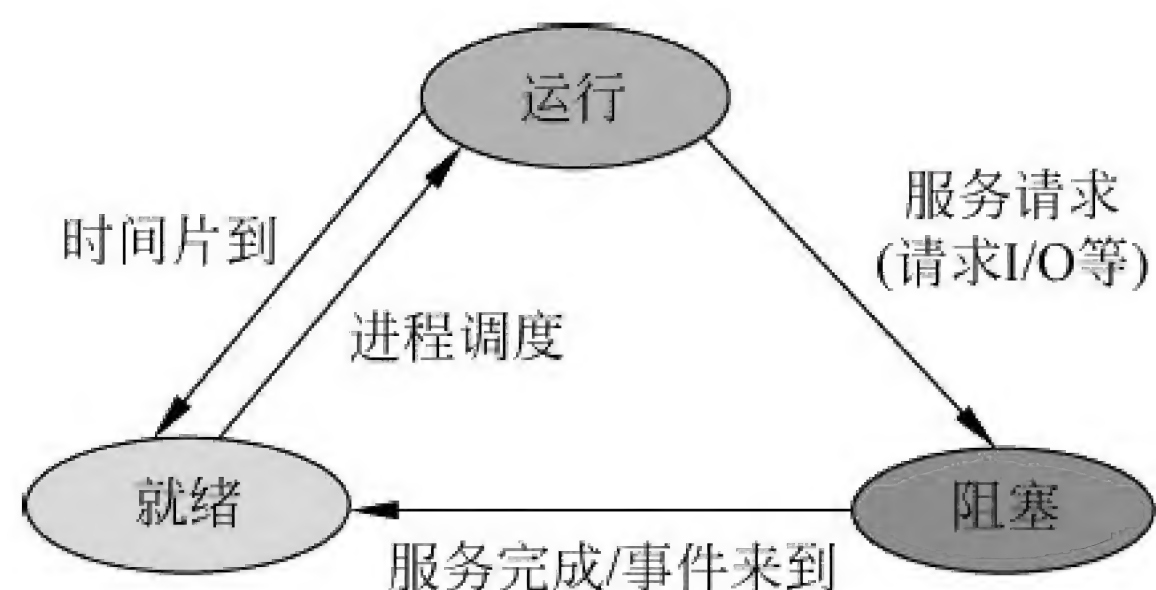 运行
时间片到
服务请求
(请求I/O等)
进程调度
就绪
阻塞
服务完成/事件来到